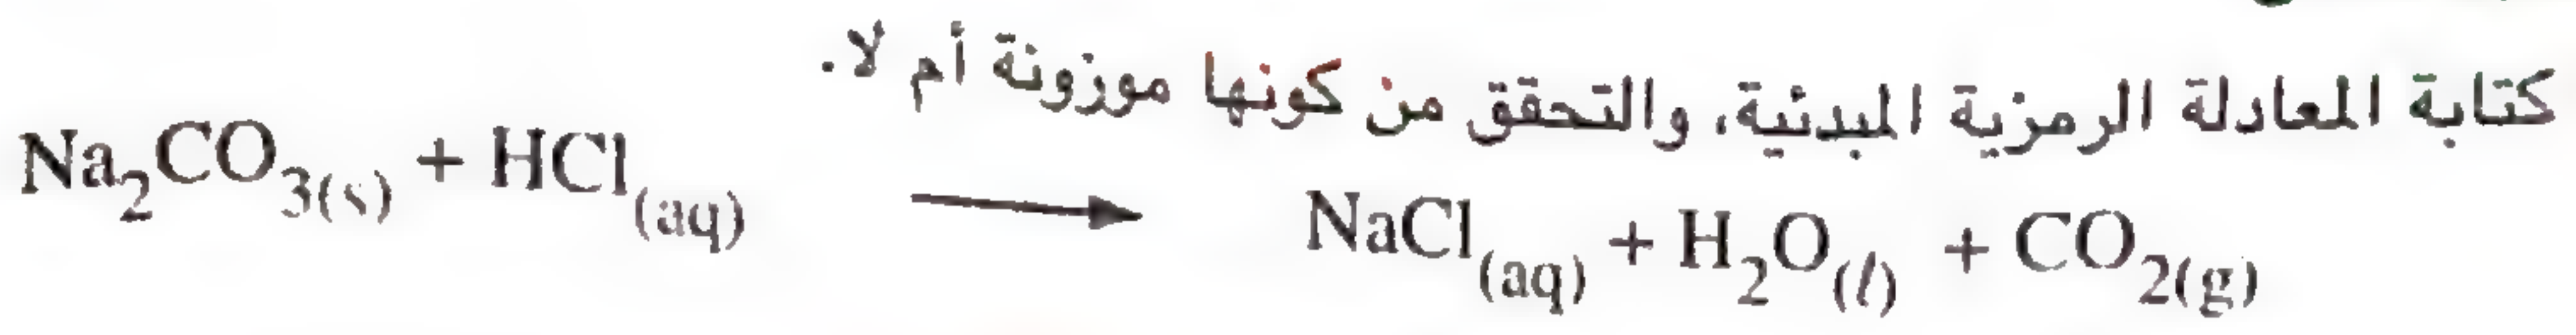 كتابة المعادلة الرمزية المبدئية، والتحقق من كونها موزونة أم لا.
Na₂CO₃(s) + HCl(aq) ⟶ NaCl(aq) + H₂O(l) + CO₂(g)